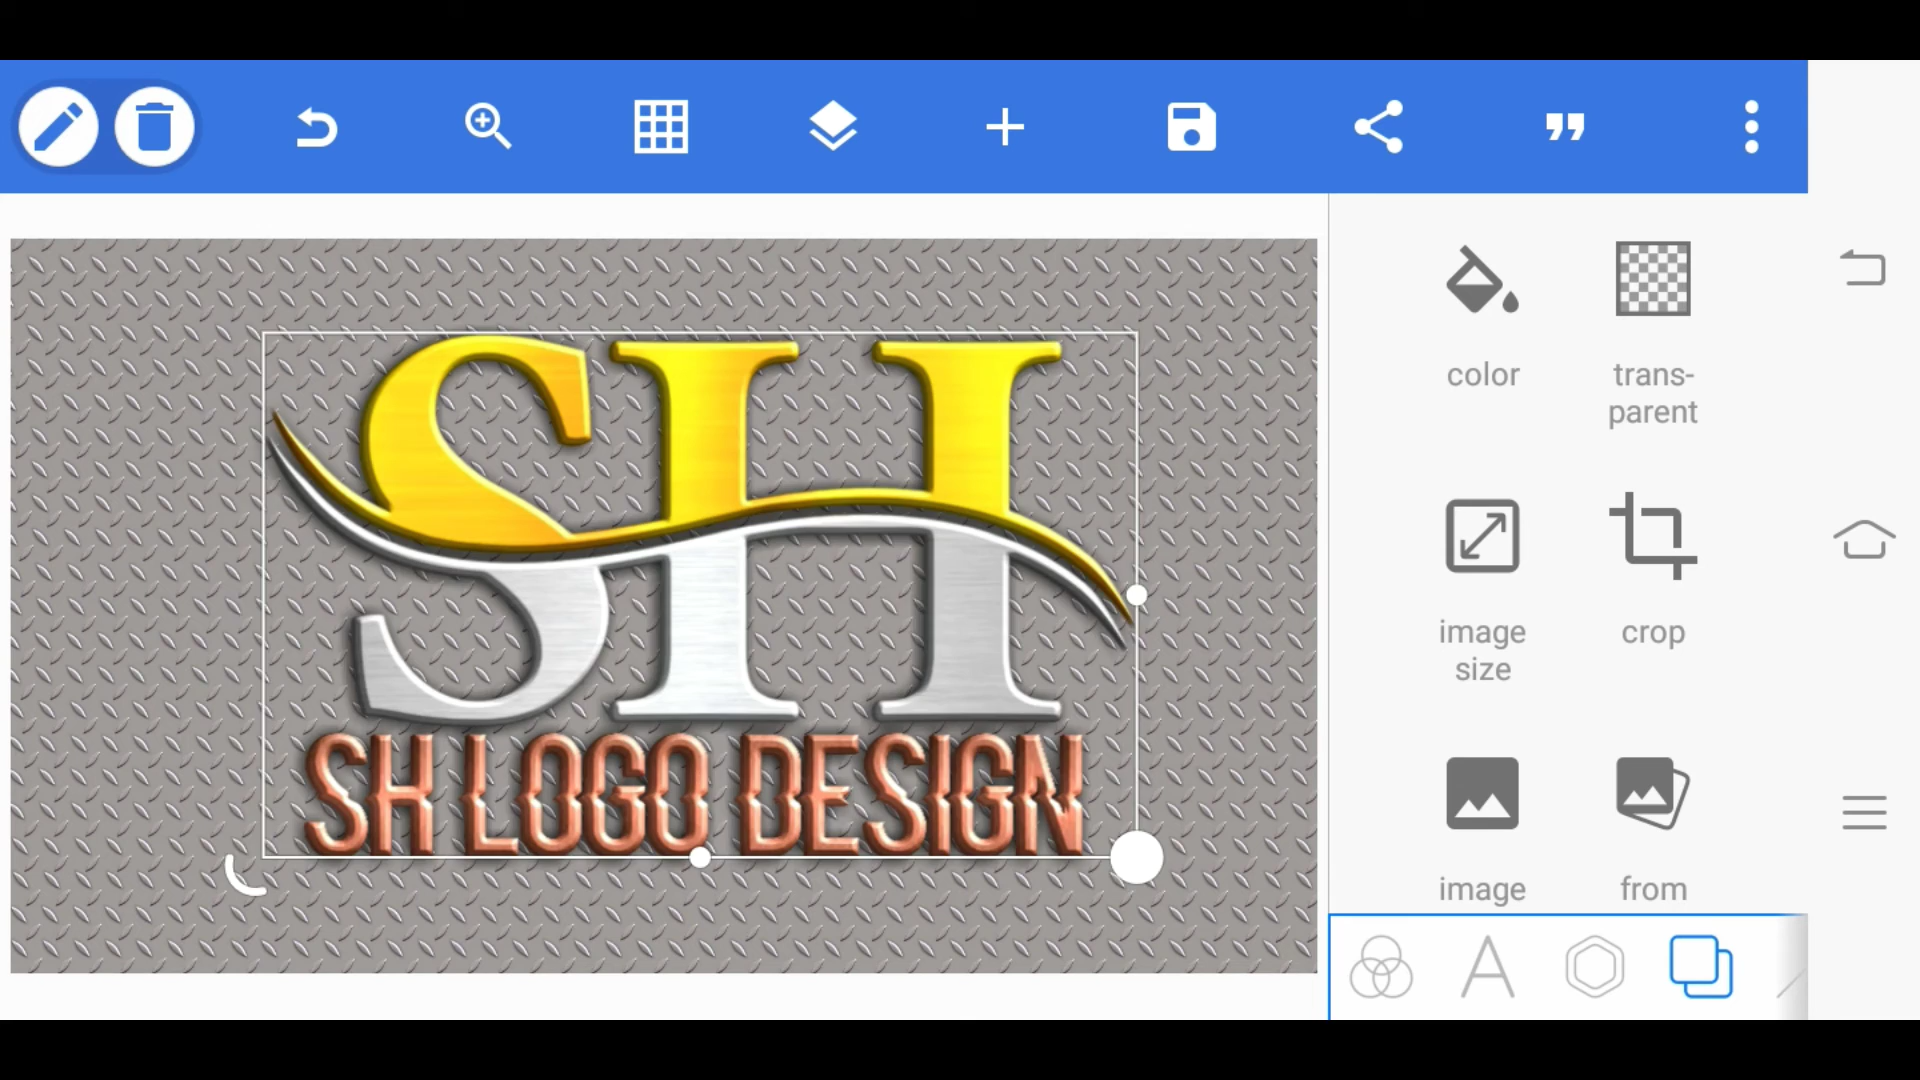 color
trans-
parent
SH
image
size
crop
SH LOGO DESIGN
image
from